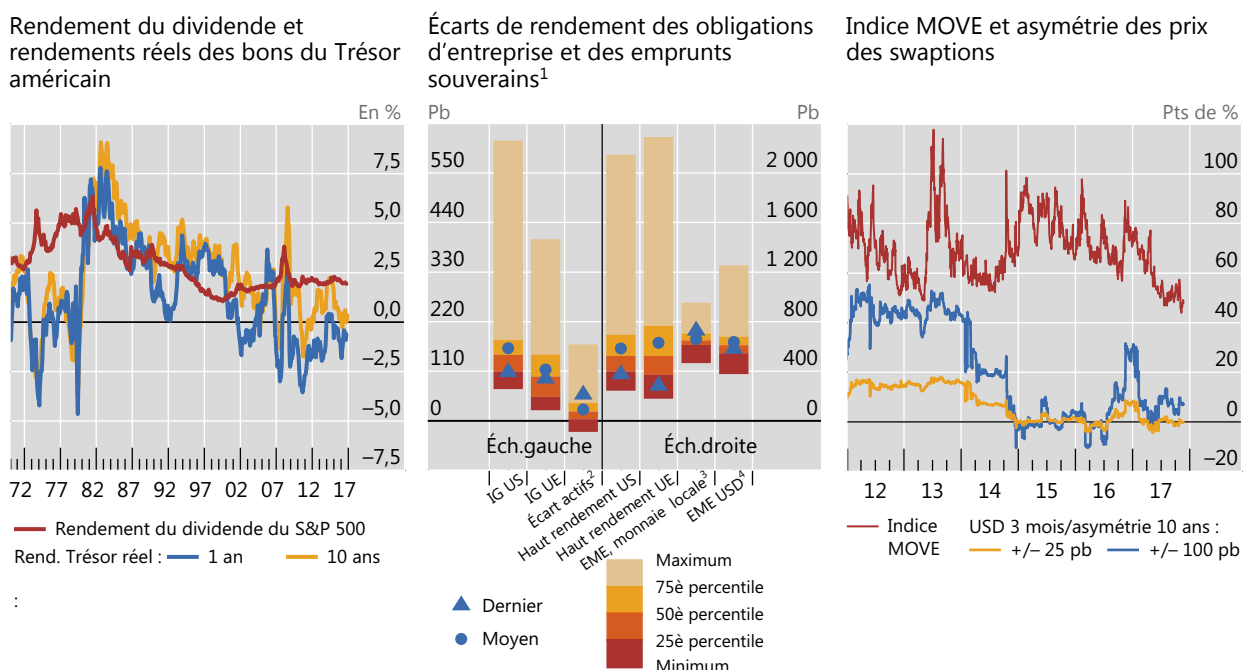 Rendement du dividende et
rendements réels des bons du Trésor
américain
En %
7,5
5,0
2,5
0,0
–2,5
–5,0
–7,5
72 77 82 87 92 97 02 07 12 17
Rendement du dividende du S&P 500
Rend. Trésor réel : 1 an 10 ans
:
Écarts de rendement des obligations
d’entreprise et des emprunts
souverains1
Pb Pb
550 2 000
440 1 600
330 1 200
220 800
110 400
0 0
Éch.gauche Éch.droite
IG US
IG UE
Écart actifs2
Haut rendement US
Haut rendement UE
EME, monnaie locale3
EME USD4
Dernier
Moyen
Maximum
75è percentile
50è percentile
25è percentile
Minimum
Indice MOVE et asymétrie des prix
des swaptions
Pts de %
100
80
60
40
20
0
–20
12 13 14 15 16 17
Indice
MOVE
USD 3 mois/asymétrie 10 ans :
+/– 25 pb +/– 100 pb